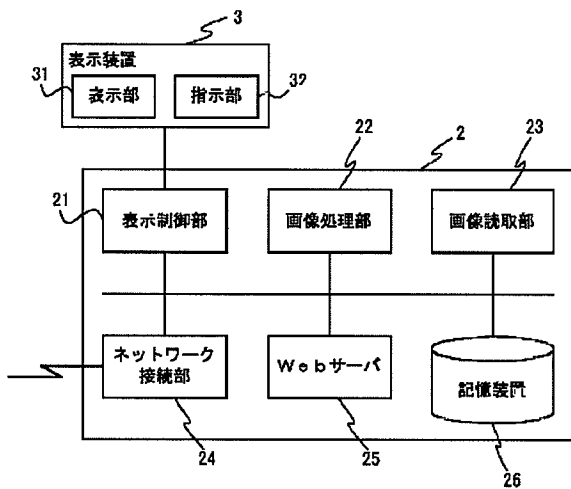 3
表示装置
31
表示部
指示部
32
2
22
23
21
表示制御部
画像処理部
画像読取部
ネットワーク
接続部
Webサーバ
記憶装置
24
25
26